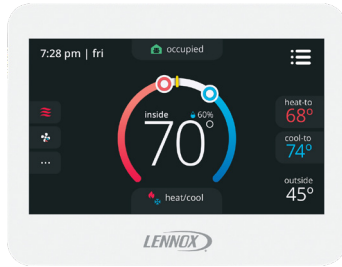 7:28 pm | fri
occupied
inside
60%
70°
heat-to
68°
cool-to
74°
outside
45°
heat/cool
LENNOX